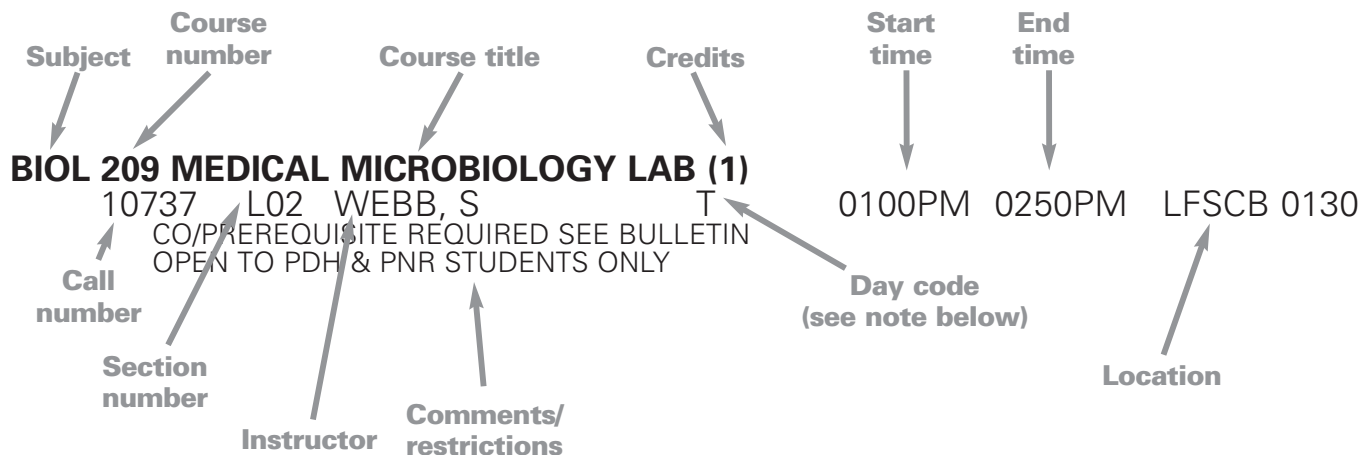 Course
number
Subject
Course title
Credits
Start
time
End
time
BIOL 209 MEDICAL MICROBIOLOGY LAB (1)
10737 L02 WEBB, S T 0100PM 0250PM LFSCB 0130
CO/PREREQUISITE REQUIRED SEE BULLETIN
OPEN TO PDH & PNR STUDENTS ONLY
Call
number
Section
number
Instructor
Comments/
restrictions
Day code
(see note below)
Location